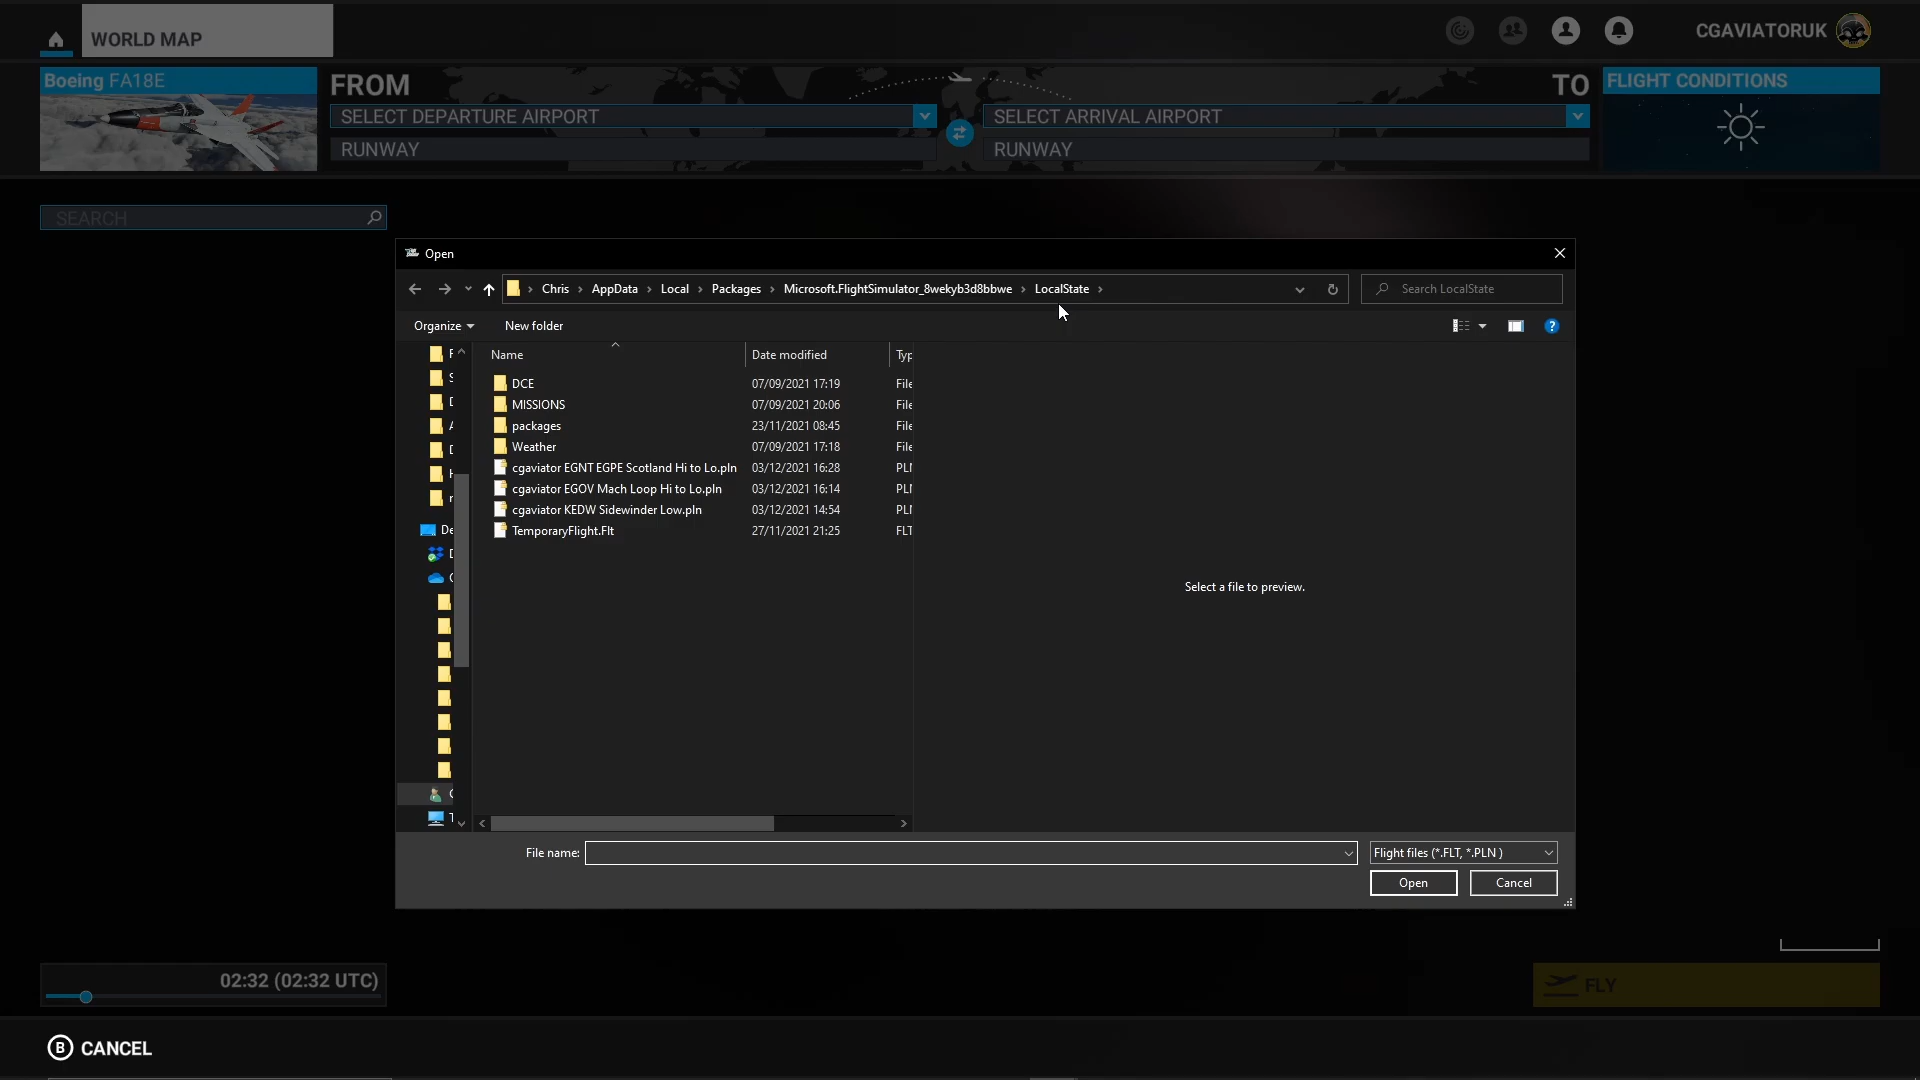 WORLD MAP
CGAVIATORUK
Boeing FA18E
FROM
TO
FLIGHT CONDITIONS
SELECT DEPARTURE AIRPORT
SELECT ARRIVAL AIRPORT
RUNWAY
RUNWAY
SEARCH
Open
Chris > AppData > Local > Packages > Microsoft.FlightSimulator_8wekyb3d8bbwe > LocalState >
Search LocalState
Organize
New folder
Name
Date modified
Typ
DCE 07/09/2021 17:19 File
MISSIONS 07/09/2021 20:06 File
packages 23/11/2021 08:45 File
Weather 07/09/2021 17:18 File
cgaviator EGNT EGPE Scotland Hi to Lo.pln 03/12/2021 16:28 PLN
cgaviator EGOV Mach Loop Hi to Lo.pln 03/12/2021 16:14 PLN
cgaviator KEDW Sidewinder Low.pln 03/12/2021 14:54 PLN
TemporaryFlight.Flt 27/11/2021 21:25 FLT
De
Select a file to preview.
File name:
Flight files (*.FLT, *.PLN )
Open
Cancel
02:32 (02:32 UTC)
FLY
B CANCEL